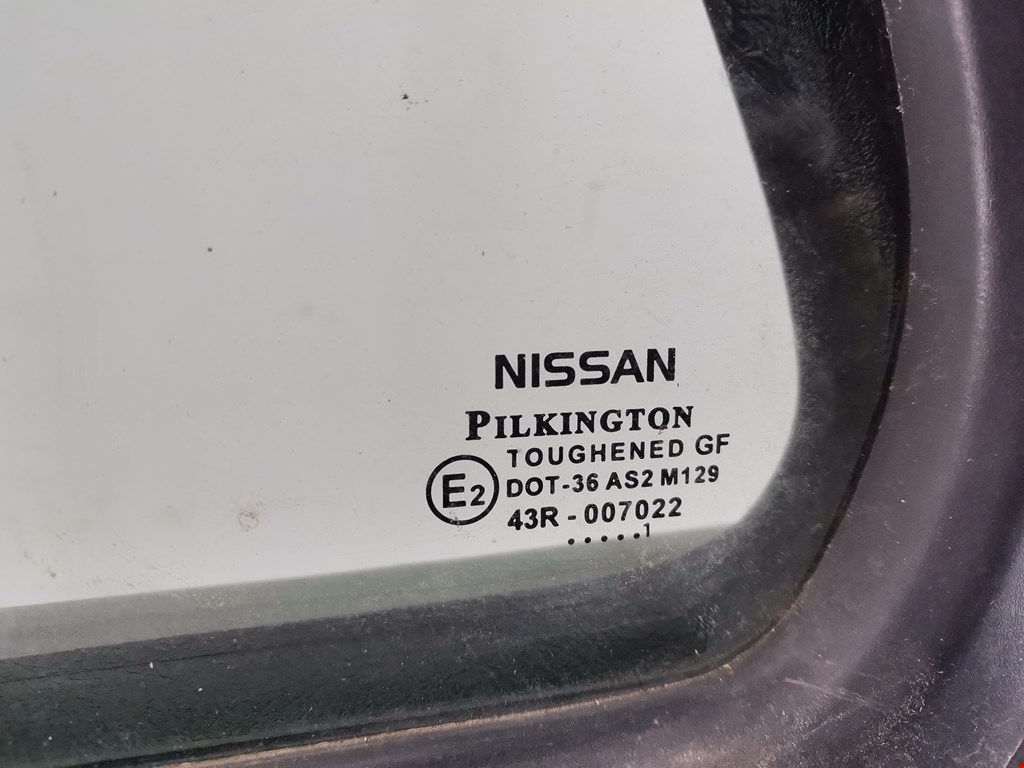 NISSAN
PILKINGTON
TOUGHENED GF
E2 DOT-36 AS2 M129
43R - 007022
.....1